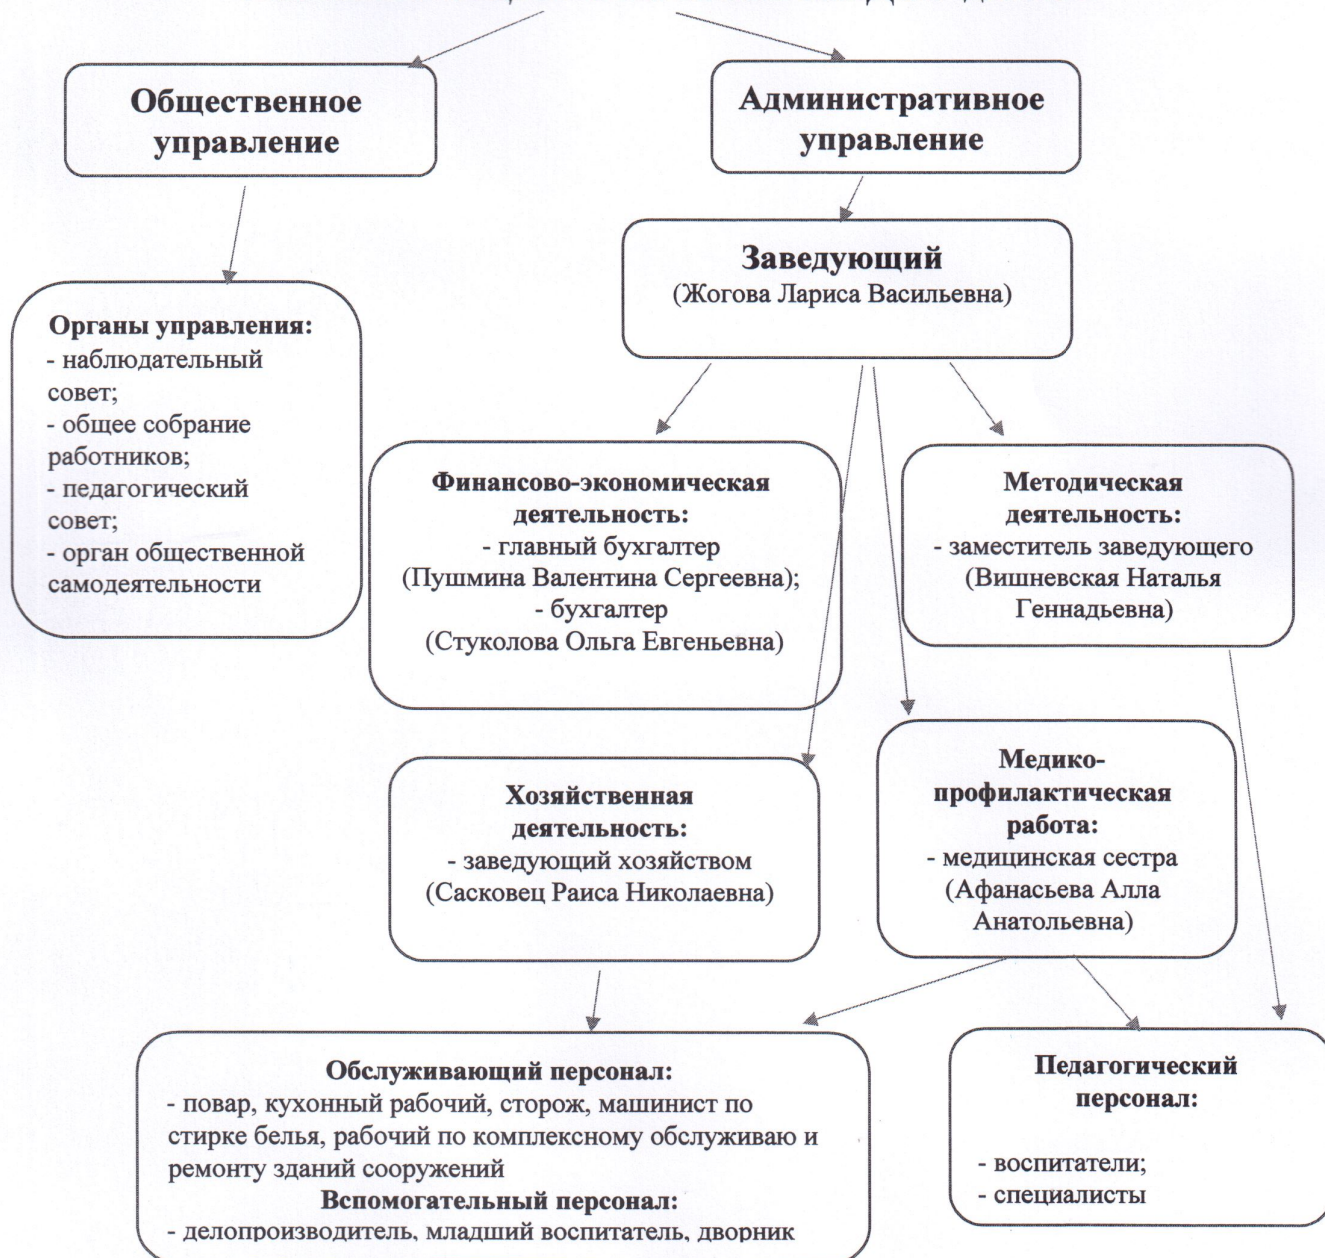 Общественное
управление
Административное
управление
Заведующий
(Жогова Лариса Васильевна)
Органы управления:
- наблюдательный
совет;
- общее собрание
работников;
- педагогический
совет;
- орган общественной
самодеятельности
Финансово-экономическая
деятельность:
- главный бухгалтер
(Пушмина Валентина Сергеевна);
- бухгалтер
(Стуколова Ольга Евгеньевна)
Методическая
деятельность:
- заместитель заведующего
(Вишневская Наталья
Геннадьевна)
Хозяйственная
деятельность:
- заведующий хозяйством
(Сасковец Раиса Николаевна)
Медико-
профилактическая
работа:
- медицинская сестра
(Афанасьева Алла
Анатольевна)
Обслуживающий персонал:
- повар, кухонный рабочий, сторож, машинист по
стирке белья, рабочий по комплексному обслуживаю и
ремонту зданий сооружений
Вспомогательный персонал:
- делопроизводитель, младший воспитатель, дворник
Педагогический
персонал:
- воспитатели;
- специалисты